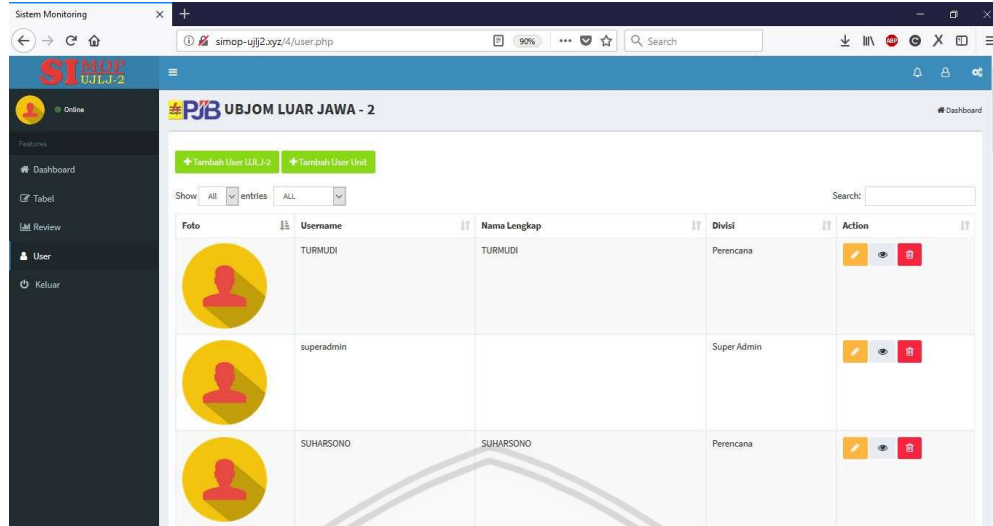 Sistem Monitoring
simop-ujlj2.xyz/4/user.php 90% Search
SIMOP UJLJ-2
Online
PJB UBJOM LUAR JAWA - 2
Dashboard
Features
Dashboard
Tabel
Review
User
Keluar
Tambah User UJLJ-2 Tambah User Unit
Show All entries ALL Search:
Foto Username Nama Lengkap Divisi Action
TURMUDI TURMUDI Perencana
superadmin Super Admin
SUHARSONO SUHARSONO Perencana